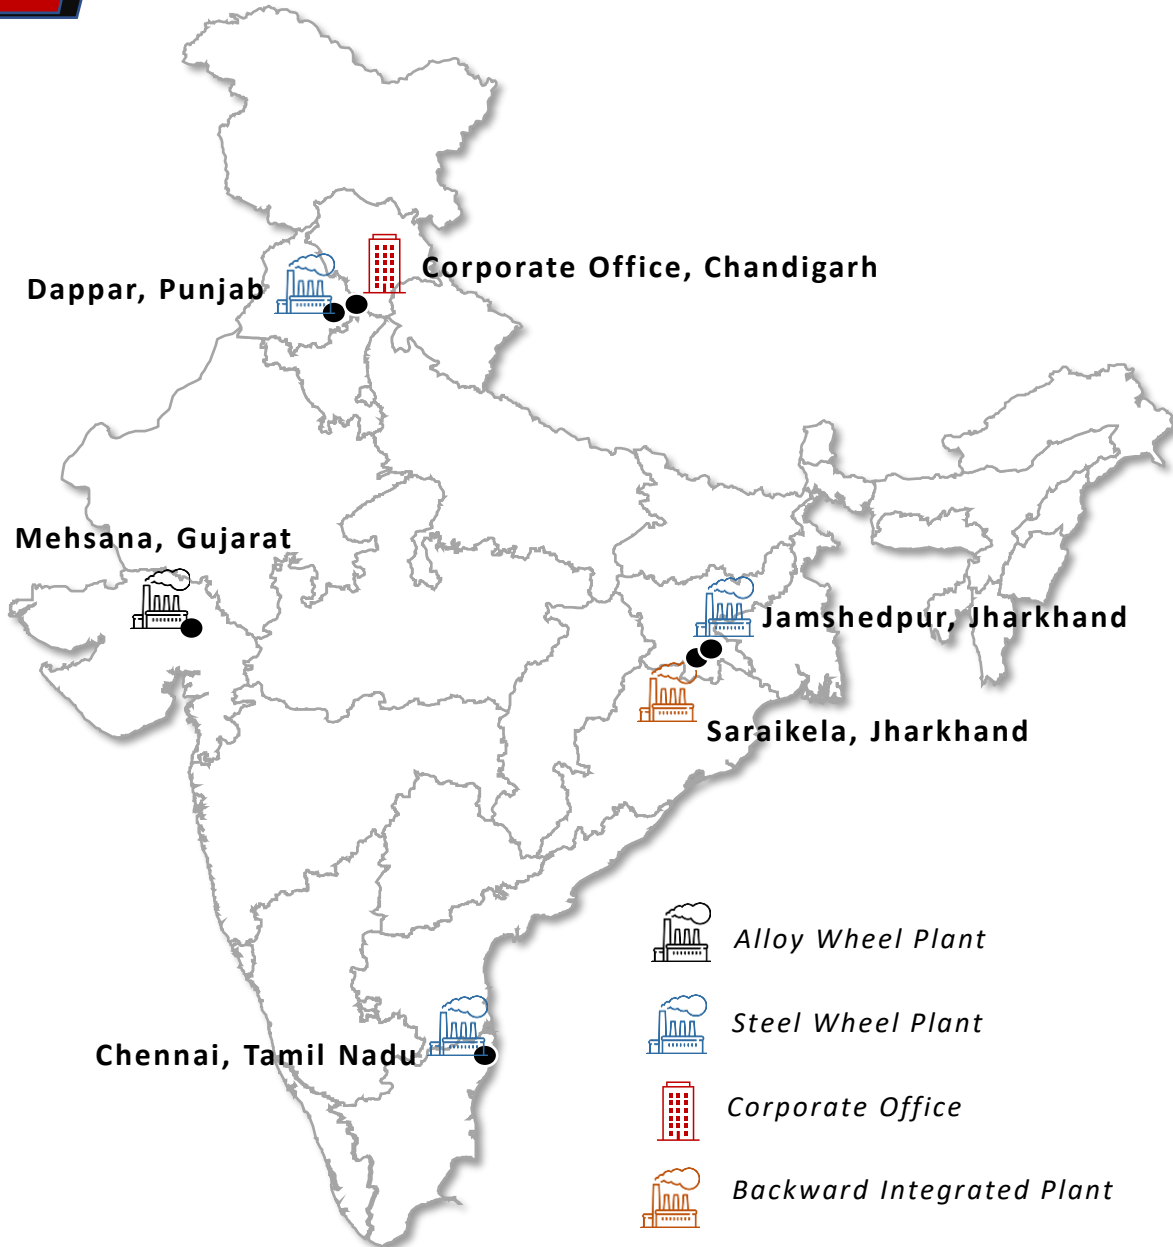 Corporate Office, Chandigarh
Dappar, Punjab
Mehsana, Gujarat
Jamshedpur, Jharkhand
Saraikela, Jharkhand
Chennai, Tamil Nadu
Alloy Wheel Plant
Steel Wheel Plant
Corporate Office
Backward Integrated Plant